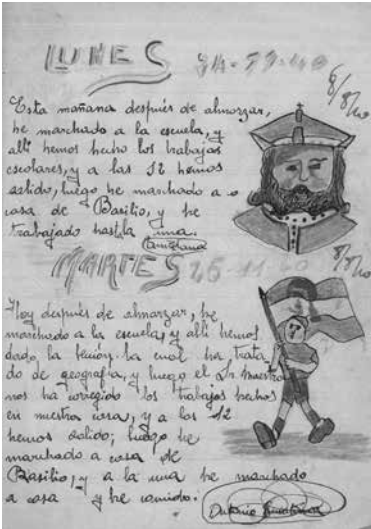 LUNES
8/8/40
Esta mañana después de almorzar,
he marchado a la escuela, y
allí hemos hecho los trabajos
escolares, y a las 12 hemos
salido, luego he marchado a
casa de Basilio, y he
trabajado hasta la una.
MARTES 26-11-40
8/8/40
Hoy después de almorzar, he
marchado a la escuela, y allí hemos
dado, la lección, la cual ha trata-
do de geografía, y luego el Sr. Maestro
nos ha corregido los trabajos hechos
en nuestra casa, y a las 12
hemos salido; luego he
marchado a casa de
Basilio, y a la una he marchado
a casa y he comido.
Antonio